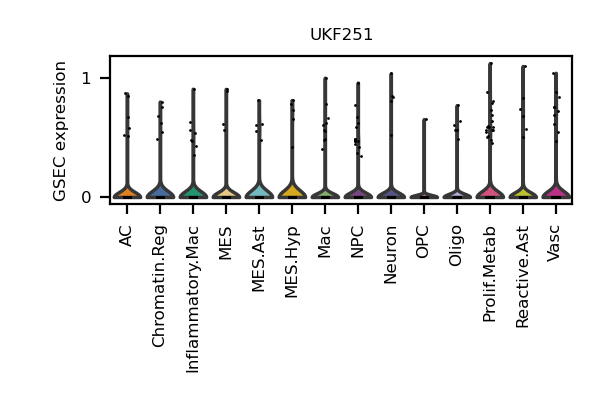 UKF251
GSEC expression
1
0
AC
Chromatin.Reg
Inflammatory.Mac
MES
MES.Ast
MES.Hyp
Mac
NPC
Neuron
OPC
Oligo
Prolif.Metab
Reactive.Ast
Vasc